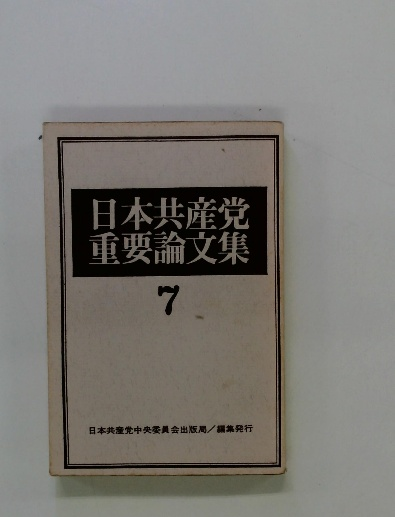 日本共産党
重要論文集
7
日本共産党中央委員会出版局/編集発行